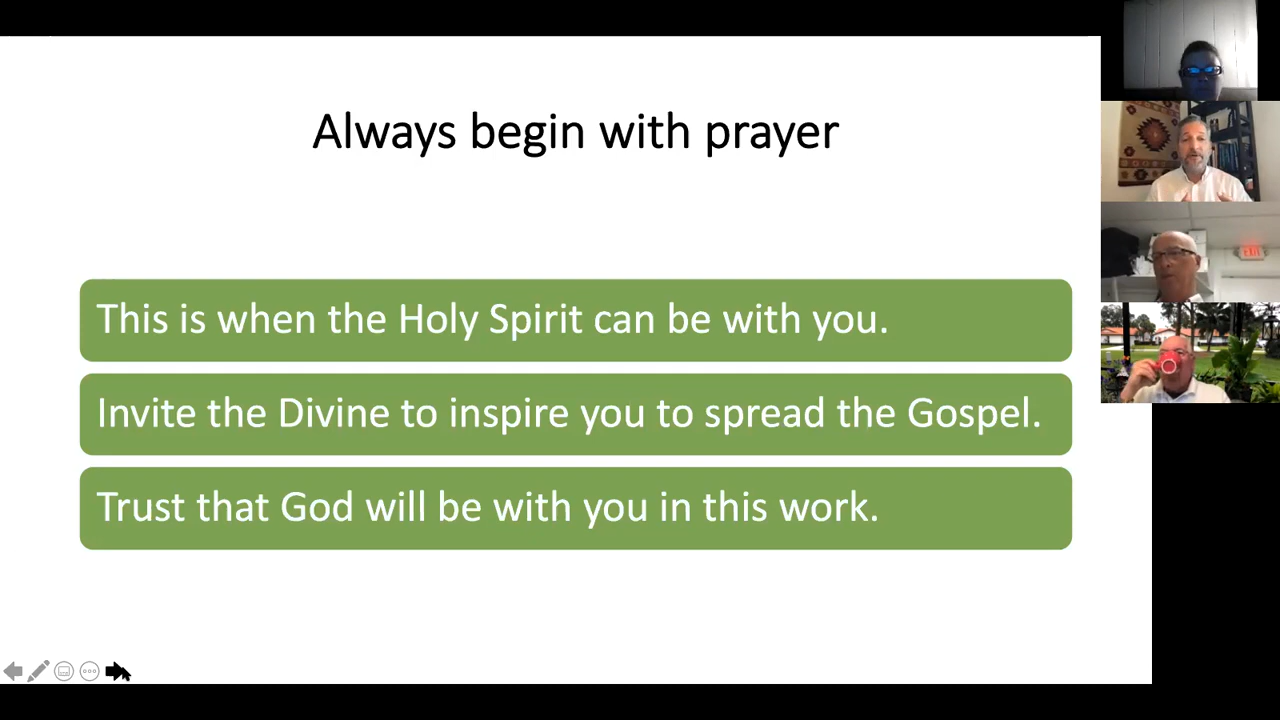 Always begin with prayer
This is when the Holy Spirit can be with you.
Invite the Divine to inspire you to spread the Gospel.
Trust that God will be with you in this work.